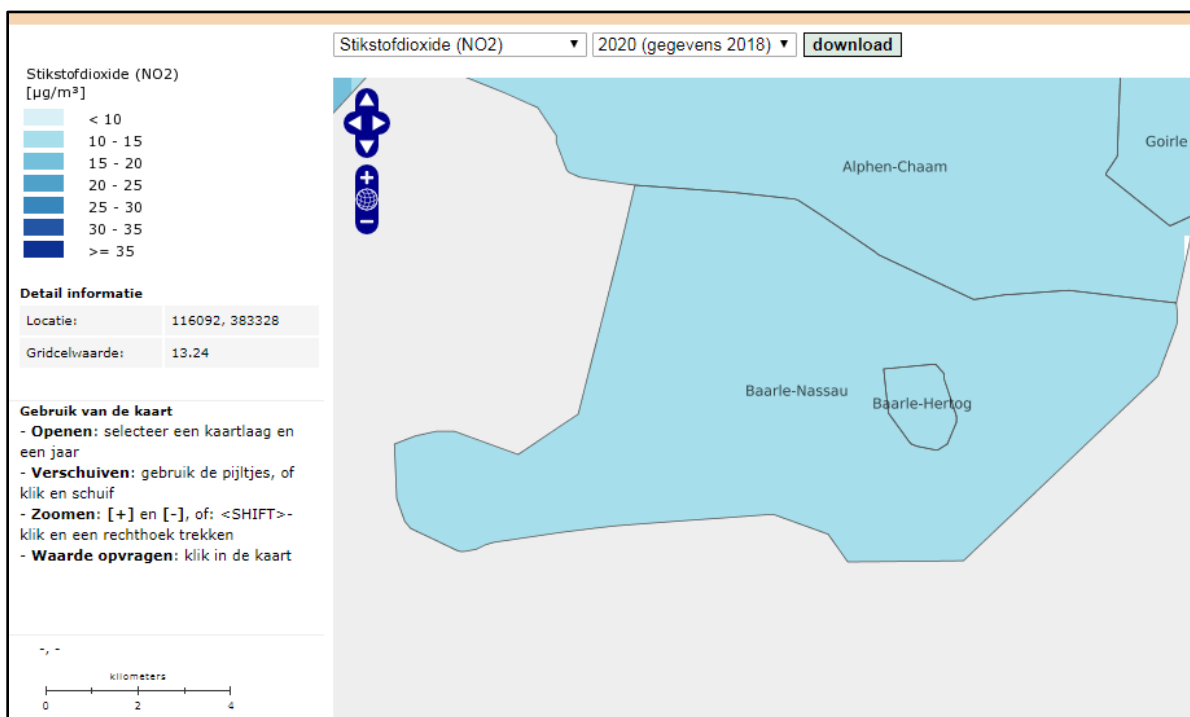 Stikstofdioxide (NO2)
2020 (gegevens 2018)
download
Stikstofdioxide (NO2)
[µg/m³]
< 10
10 - 15
15 - 20
20 - 25
25 - 30
30 - 35
>= 35
Detail informatie
Locatie: 116092, 383328
Gridcelwaarde: 13.24
Gebruik van de kaart
- Openen: selecteer een kaartlaag en
een jaar
- Verschuiven: gebruik de pijltjes, of
klik en schuif
- Zoomen: [+] en [-], of: <SHIFT>-
klik en een rechthoek trekken
- Waarde opvragen: klik in de kaart
-, -
kilometers
0 2 4
Goirle
Alphen-Chaam
Baarle-Nassau
Baarle-Hertog